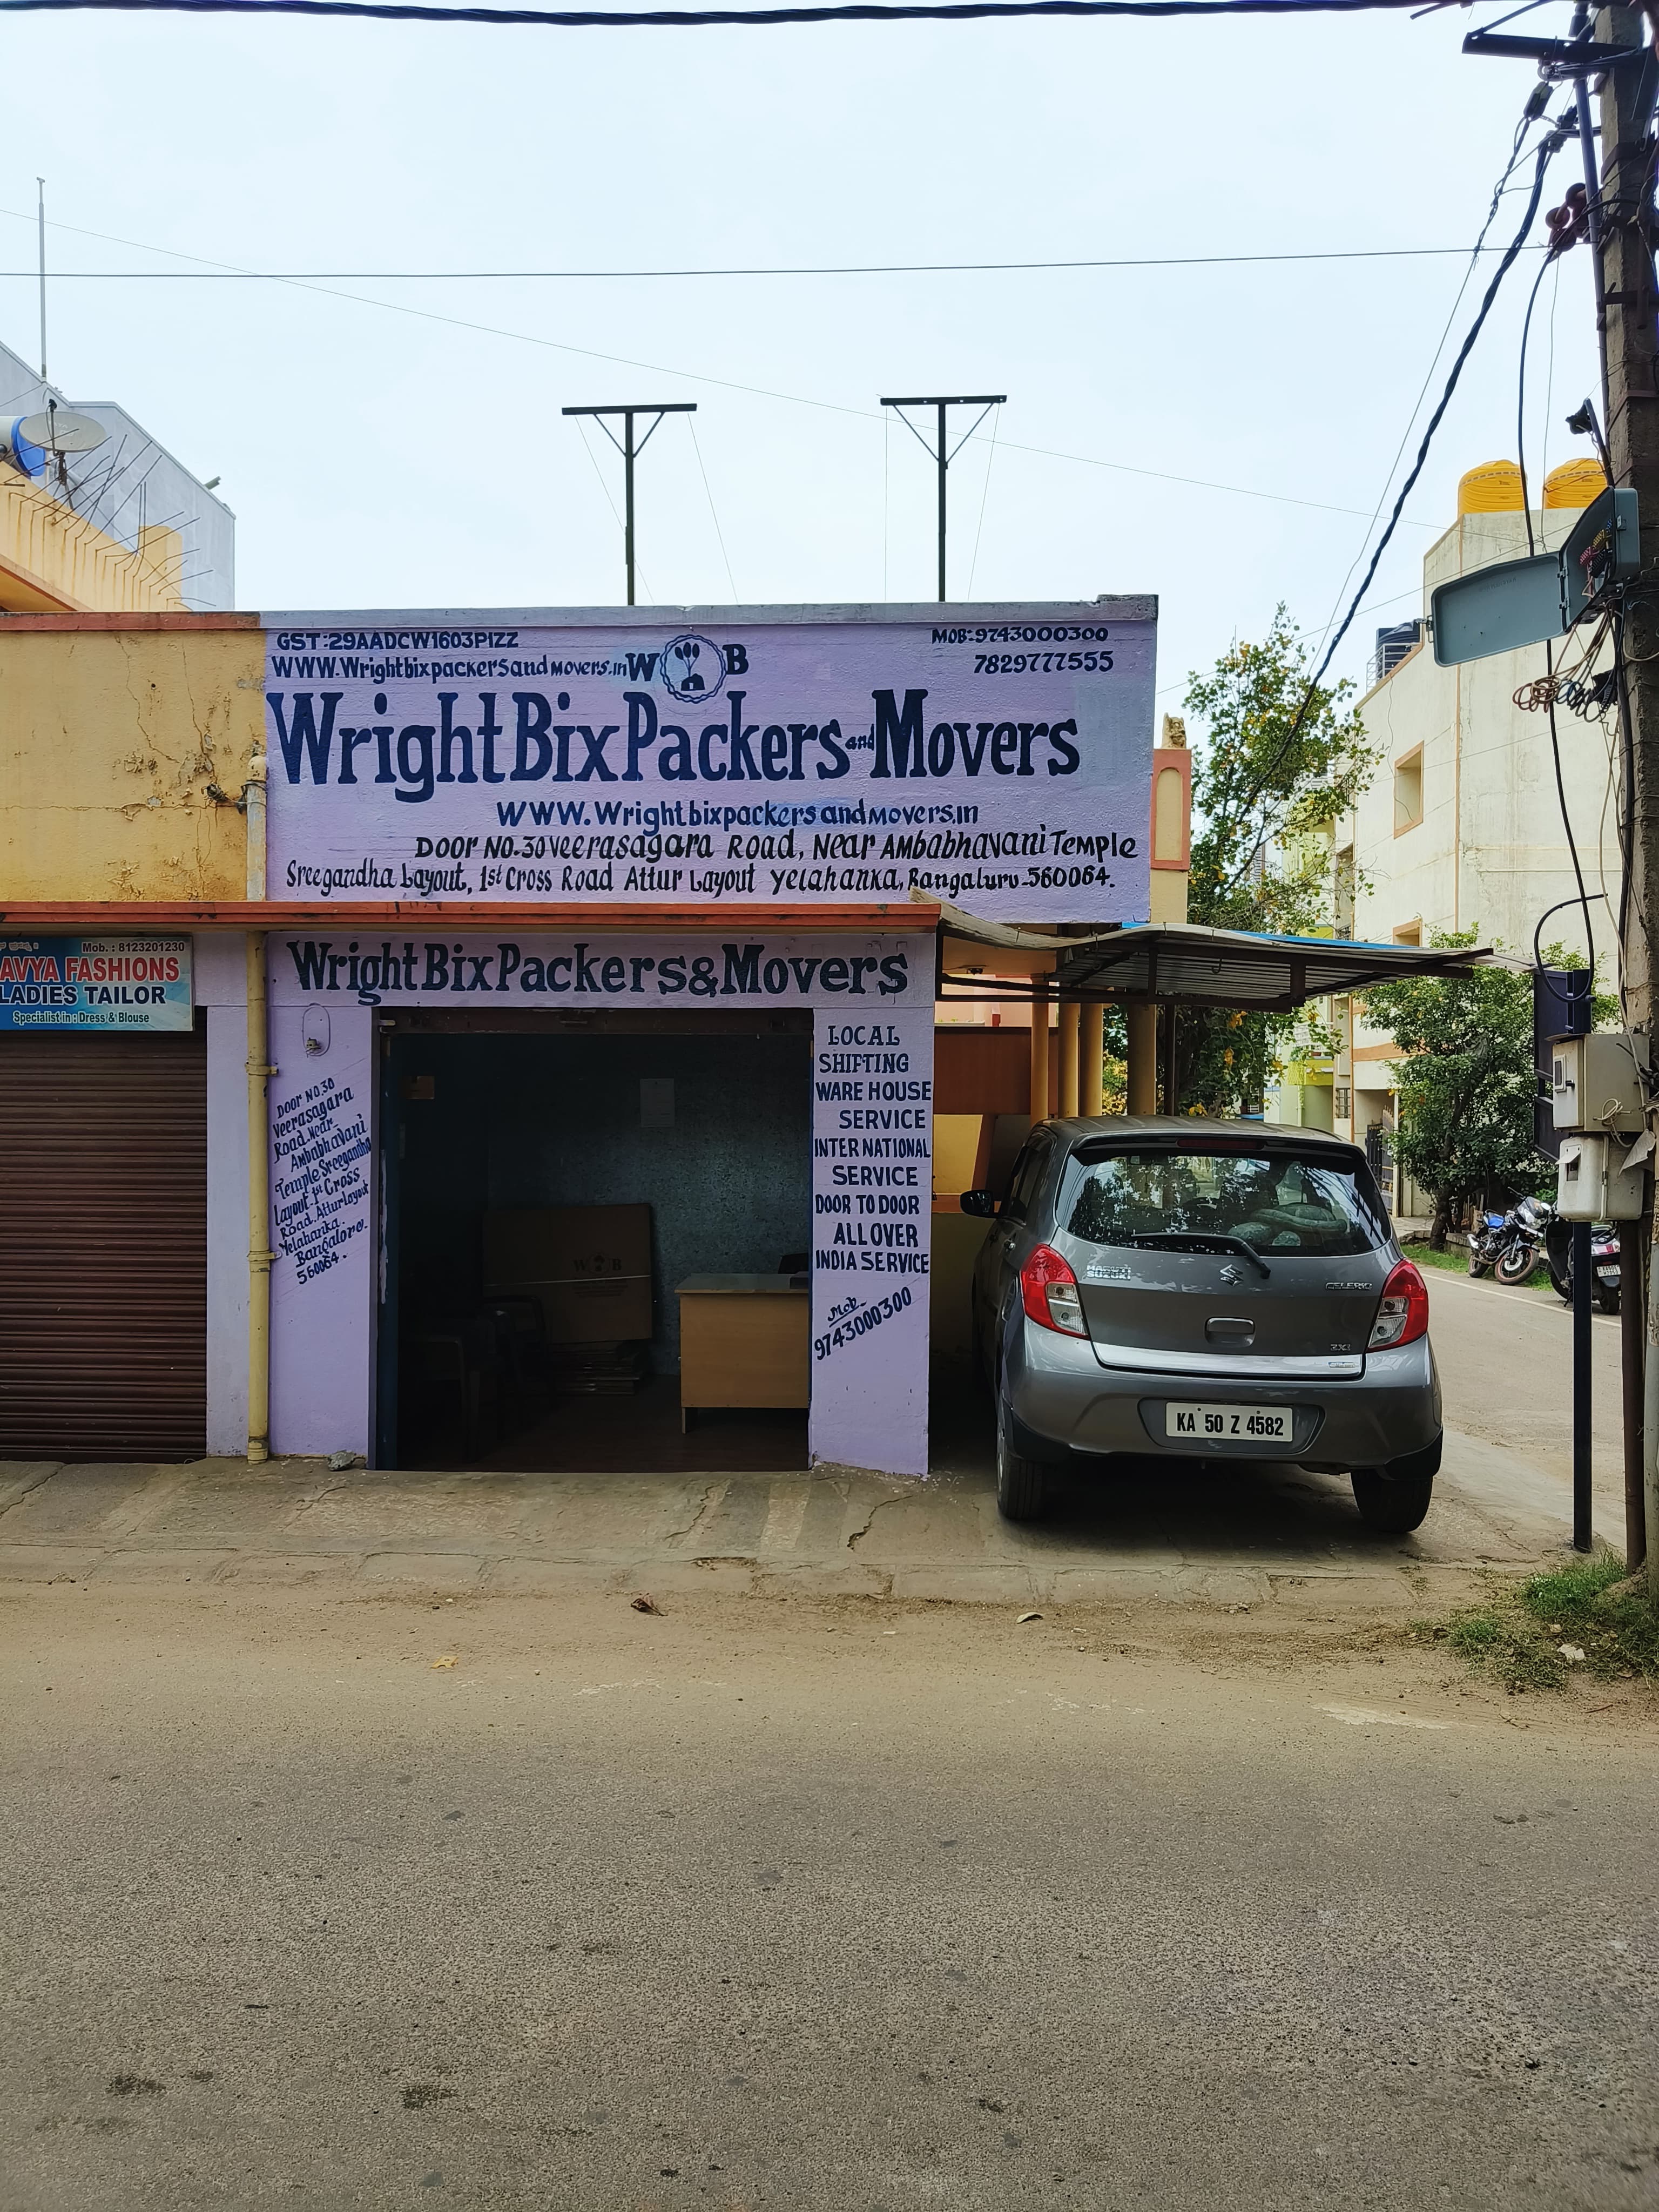 GST:29AADCW1603PIZZ
WWW.Wrightbixpackersandmovers.in
W B
MOB:-9743000300
7829777555
Wright Bix Packers and Movers
WWW.Wrightbixpackersandmovers.in
DOOR NO.30 Veerasagara Road, Near Ambabhavani Temple
Sreegandha Layout, 1st Cross Road Attur Layout Yelahanka, Bangaluru-560064.
Mob. : 8123201230
AVYA FASHIONS
LADIES TAILOR
Specialist in : Dress & Blouse
Wright Bix Packers & Movers
DOOR NO.30
Veerasagara
Road.Near
Ambabhavani
Temple Sreegandha
Layout 1st Cross
Road.Attur Layout
Yelahanka.
Bangalore.
560064.
LOCAL
SHIFTING
WARE HOUSE
SERVICE
INTER NATIONAL
SERVICE
DOOR TO DOOR
ALL OVER
INDIA SERVICE
Mob-
9743000300
W B
MARUTI
SUZUKI
CELERIO
ZXI
KA 50 Z 4582